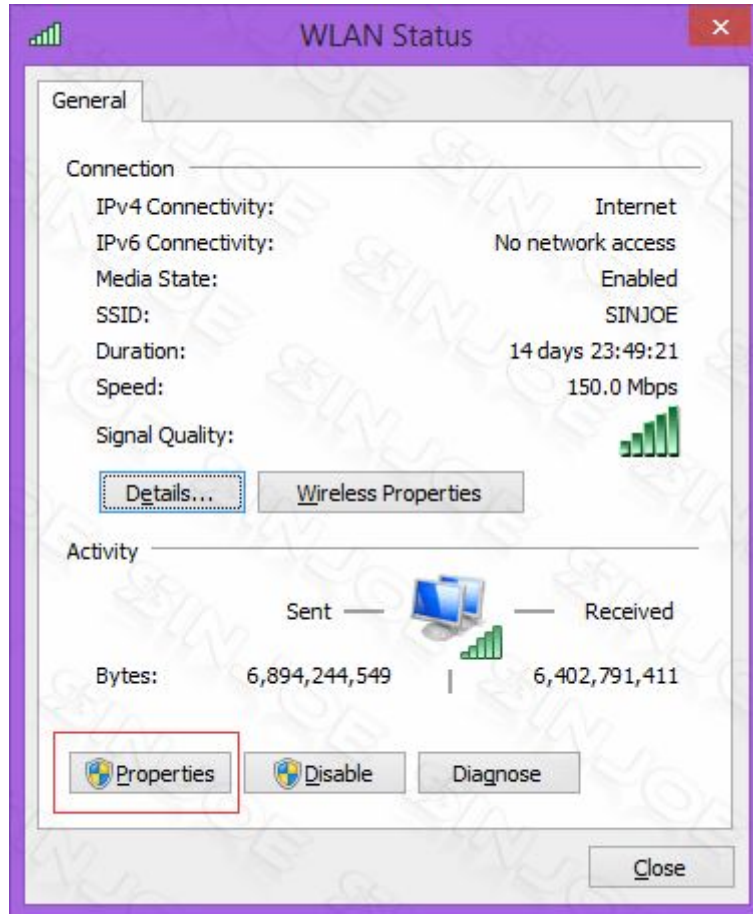 WLAN Status
General
Connection
IPv4 Connectivity: Internet
IPv6 Connectivity: No network access
Media State: Enabled
SSID: SINJOE
Duration: 14 days 23:49:21
Speed: 150.0 Mbps
Signal Quality:
Details... Wireless Properties
Activity
Sent Received
Bytes: 6,894,244,549 6,402,791,411
Properties Disable Diagnose
Close